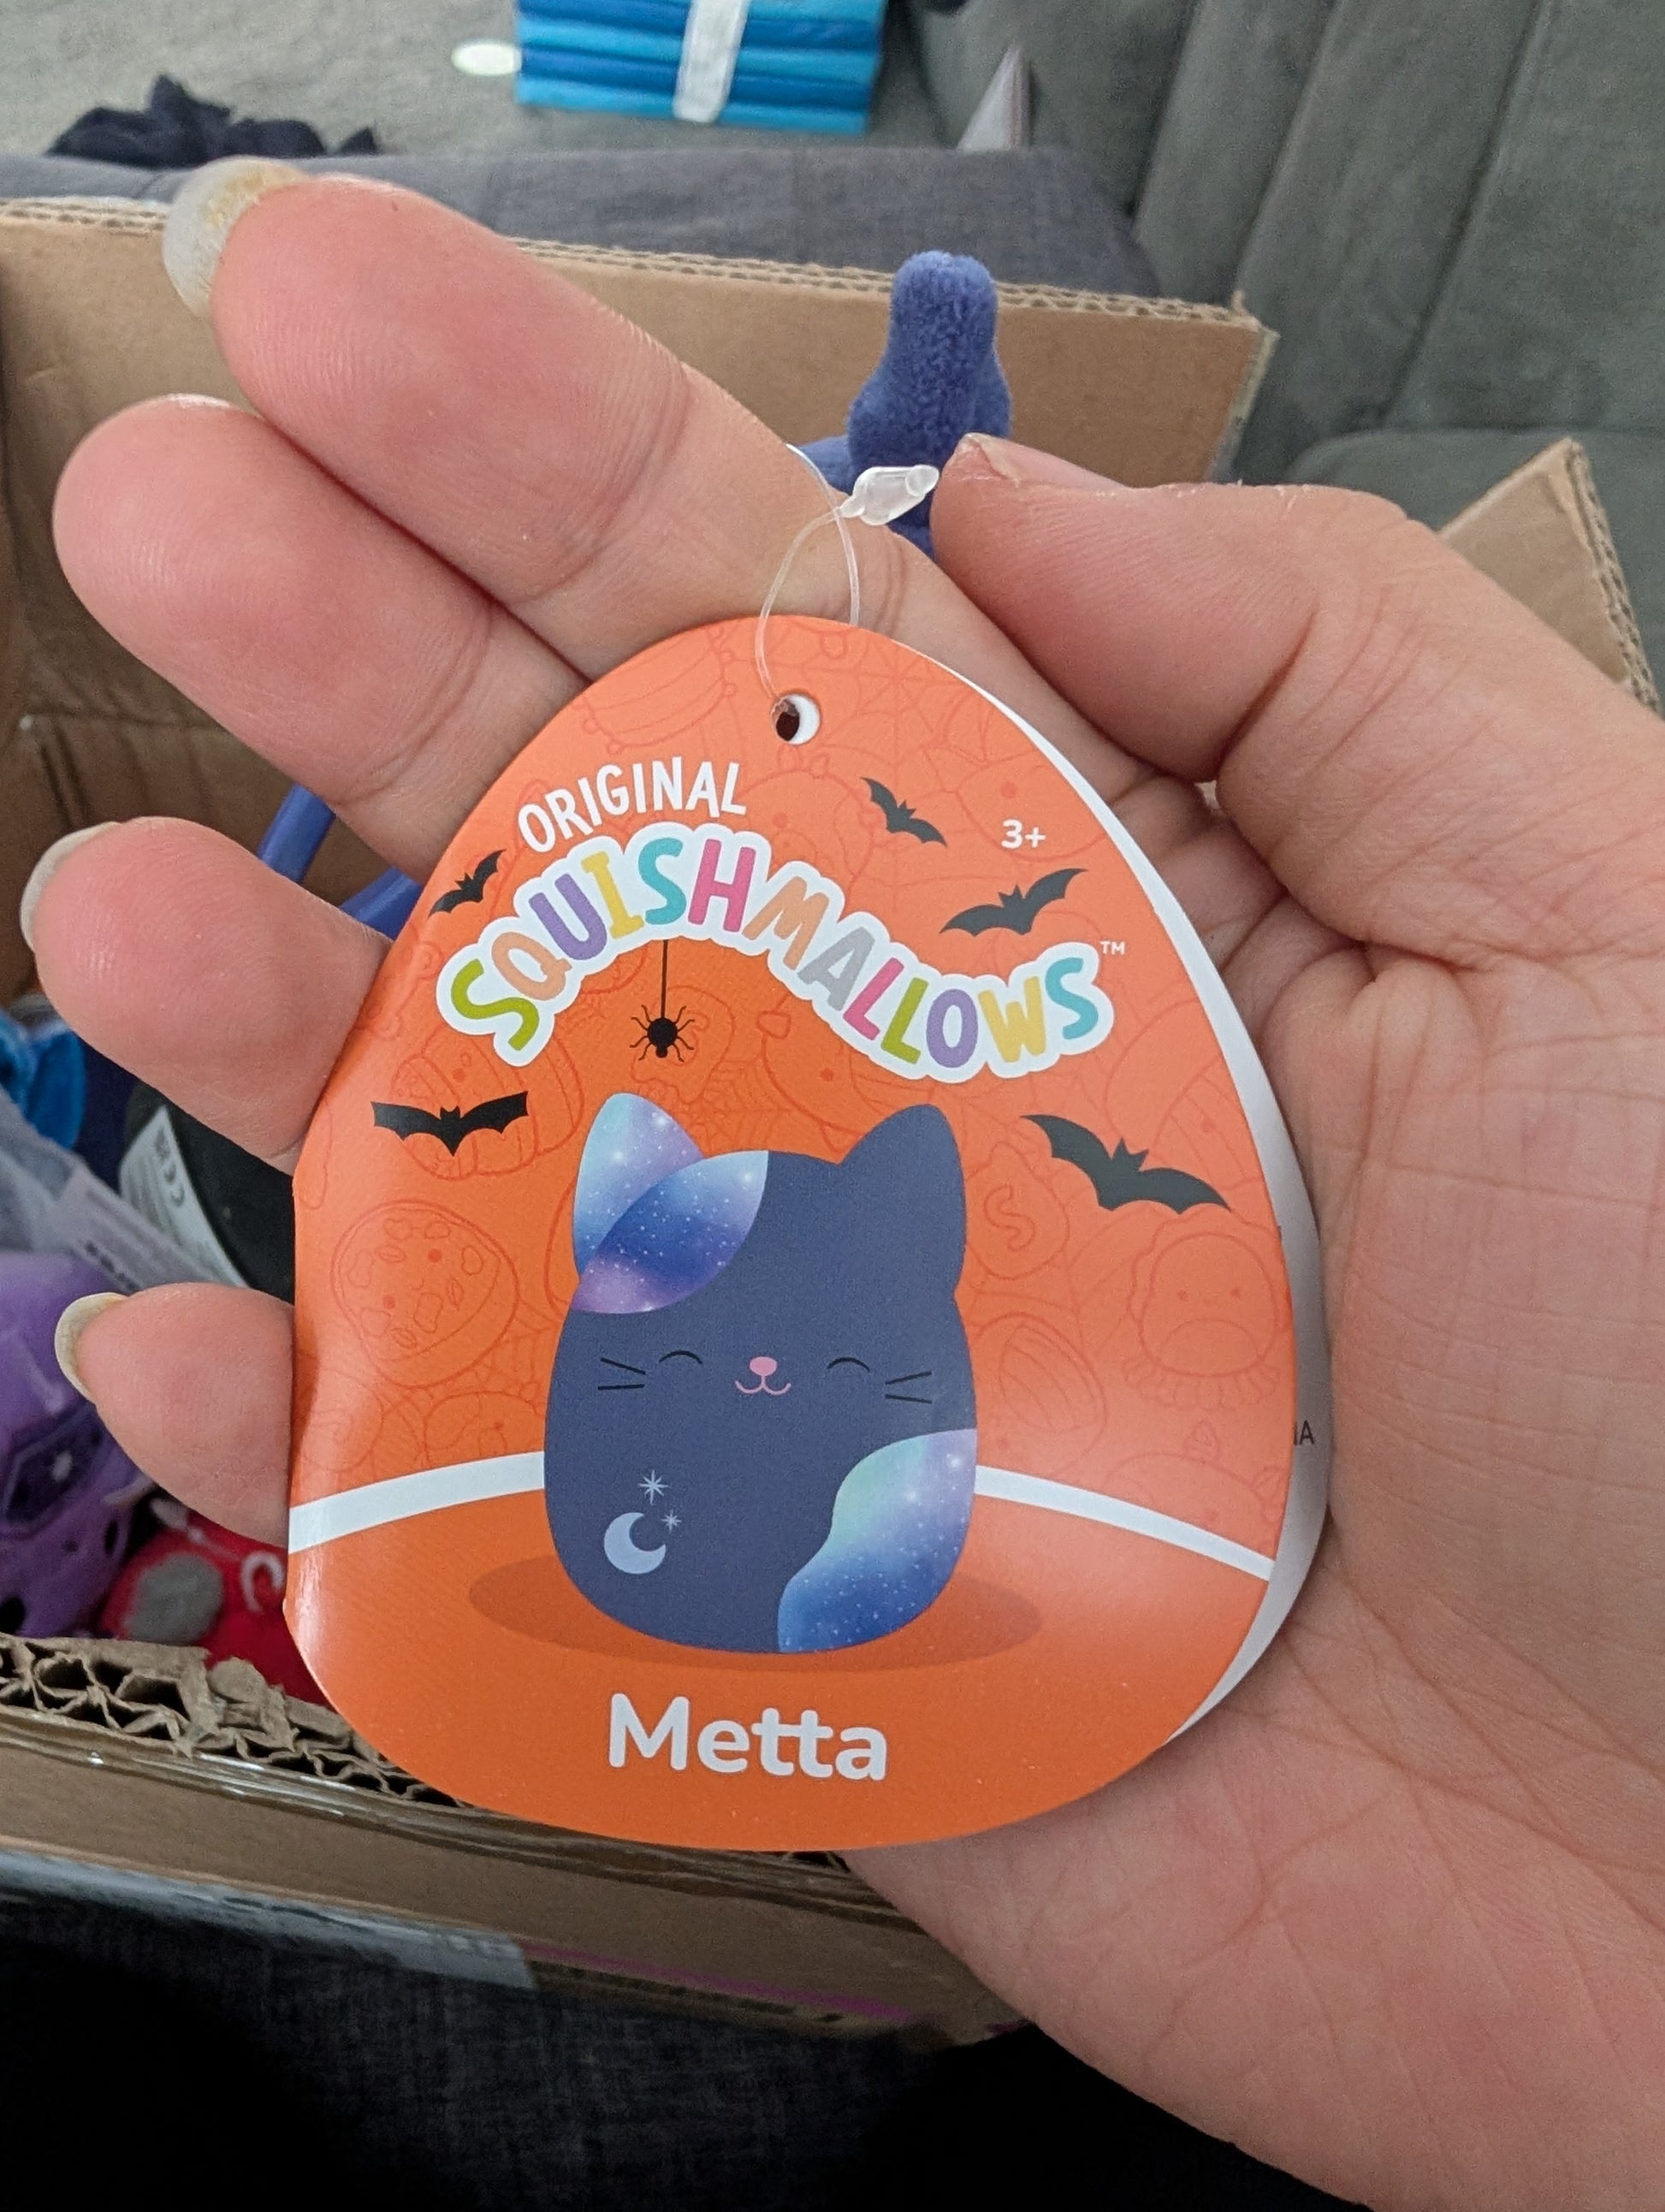 ORIGINAL
SQUISHMALLOWS™
3+
Metta